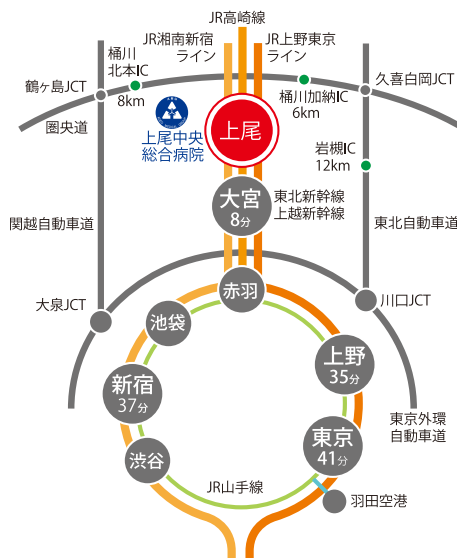 JR高崎線
JR湘南新宿
ライン
JR上野東京
ライン
桶川
北本IC
8km
鶴ヶ島JCT
久喜白岡JCT
桶川加納IC
6km
圏央道
上尾中央
総合病院
上尾
岩槻IC
12km
大宮
8分
東北新幹線
上越新幹線
関越自動車道
東北自動車道
大泉JCT
赤羽
川口JCT
池袋
上野
35分
新宿
37分
東京
41分
東京外環
自動車道
渋谷
JR山手線
羽田空港